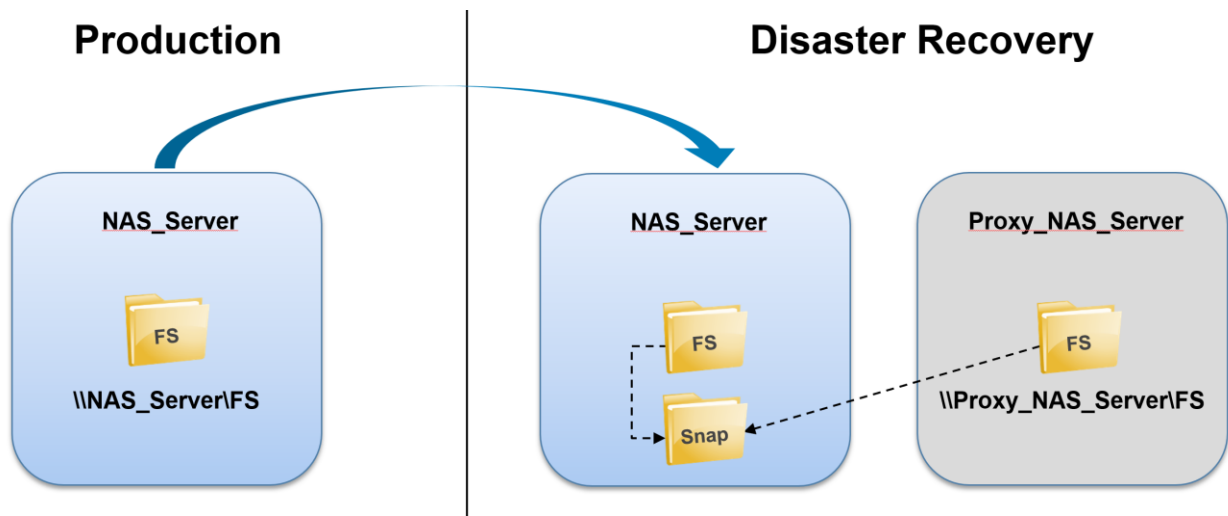 Production
Disaster Recovery
NAS_Server
FS
\\NAS_Server\FS
NAS_Server
FS
Snap
Proxy_NAS_Server
FS
\\Proxy_NAS_Server\FS